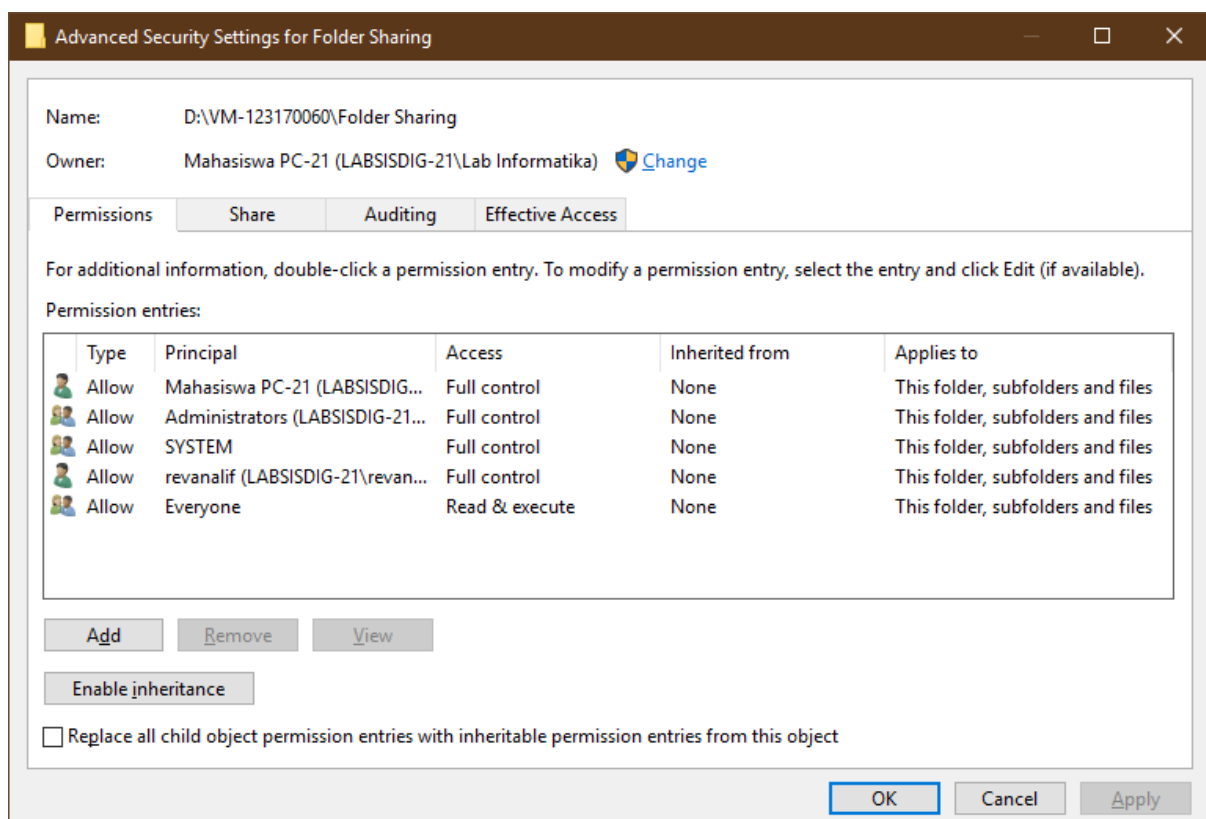 Advanced Security Settings for Folder Sharing
Name: D:\VM-123170060\Folder Sharing
Owner: Mahasiswa PC-21 (LABSISDIG-21\Lab Informatika) Change
Permissions Share Auditing Effective Access
For additional information, double-click a permission entry. To modify a permission entry, select the entry and click Edit (if available).
Permission entries:
Type Principal Access Inherited from Applies to
Allow Mahasiswa PC-21 (LABSISDIG... Full control None This folder, subfolders and files
Allow Administrators (LABSISDIG-21... Full control None This folder, subfolders and files
Allow SYSTEM Full control None This folder, subfolders and files
Allow revanalif (LABSISDIG-21\revan... Full control None This folder, subfolders and files
Allow Everyone Read & execute None This folder, subfolders and files
Add Remove View
Enable inheritance
Replace all child object permission entries with inheritable permission entries from this object
OK Cancel Apply